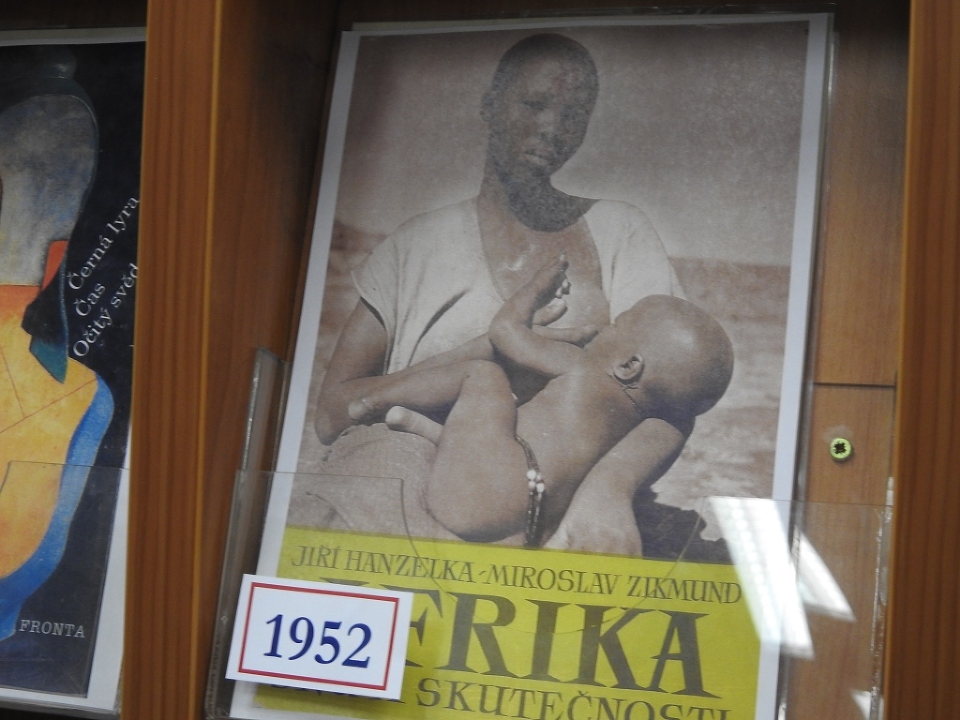 Černá lyra
Čas
Očitý svěd
FRONTA
JIŘÍ HANZELKA-MIROSLAV ZIKMUND
FRIKA
SKUTEČNOSTI
1952